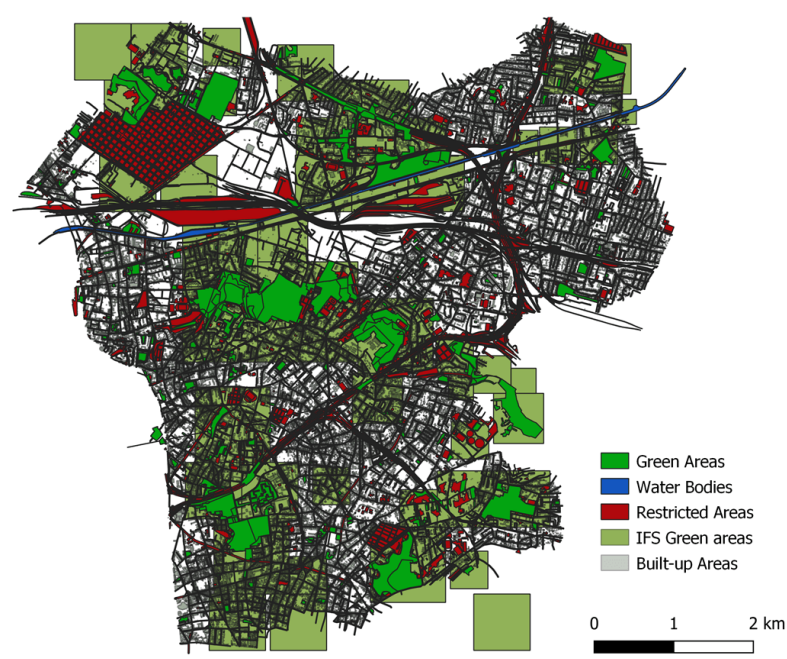 Green Areas
Water Bodies
Restricted Areas
IFS Green areas
Built-up Areas
0 1 2 km